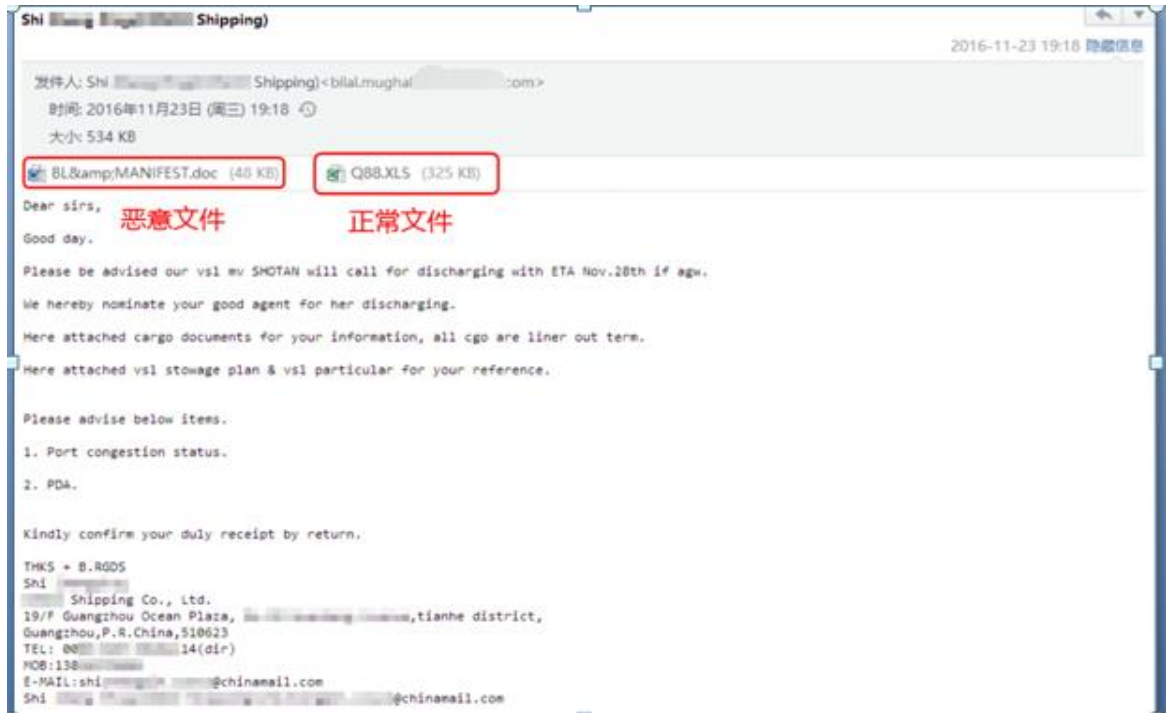 Shi Shipping)
2016-11-23 19:18 隐藏信息
发件人: Shi Shipping)<bilal.mughal :om>
时间: 2016年11月23日 (周三) 19:18
大小: 534 KB
BL&amp;MANIFEST.doc (48 KB) Q88.XLS (325 KB)
恶意文件 正常文件
Dear sirs,
Good day.
Please be advised our vsl mv SHOTAN will call for discharging with ETA Nov.28th if agw.
We hereby nominate your good agent for her discharging.
Here attached cargo documents for your information, all cgo are liner out term.
Here attached vsl stowage plan & vsl particular for your reference.
Please advise below items.
1. Port congestion status.
2. PDA.
Kindly confirm your duly receipt by return.
THKS + B.RGDS
Shi
Shipping Co., Ltd.
19/F Guangzhou Ocean Plaza, ,tianhe district,
Guangzhou,P.R.China,510623
TEL: 00 14(dir)
MOB:138
E-MAIL:shi @chinamail.com
Shi @chinamail.com